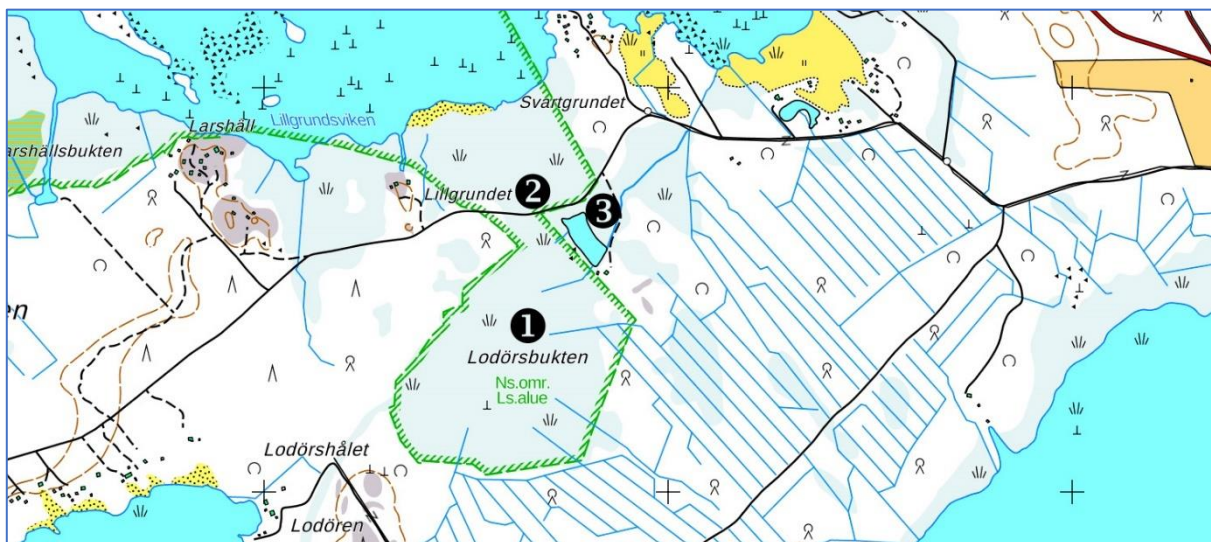 Svartgrundet
Larshäll
Lillgrundsviken
arshällsbukten
Lillgrundet
2
3
en
1
Lodörsbukten
Ns.omr.
Ls.alue
Lodörshålet
Lodören